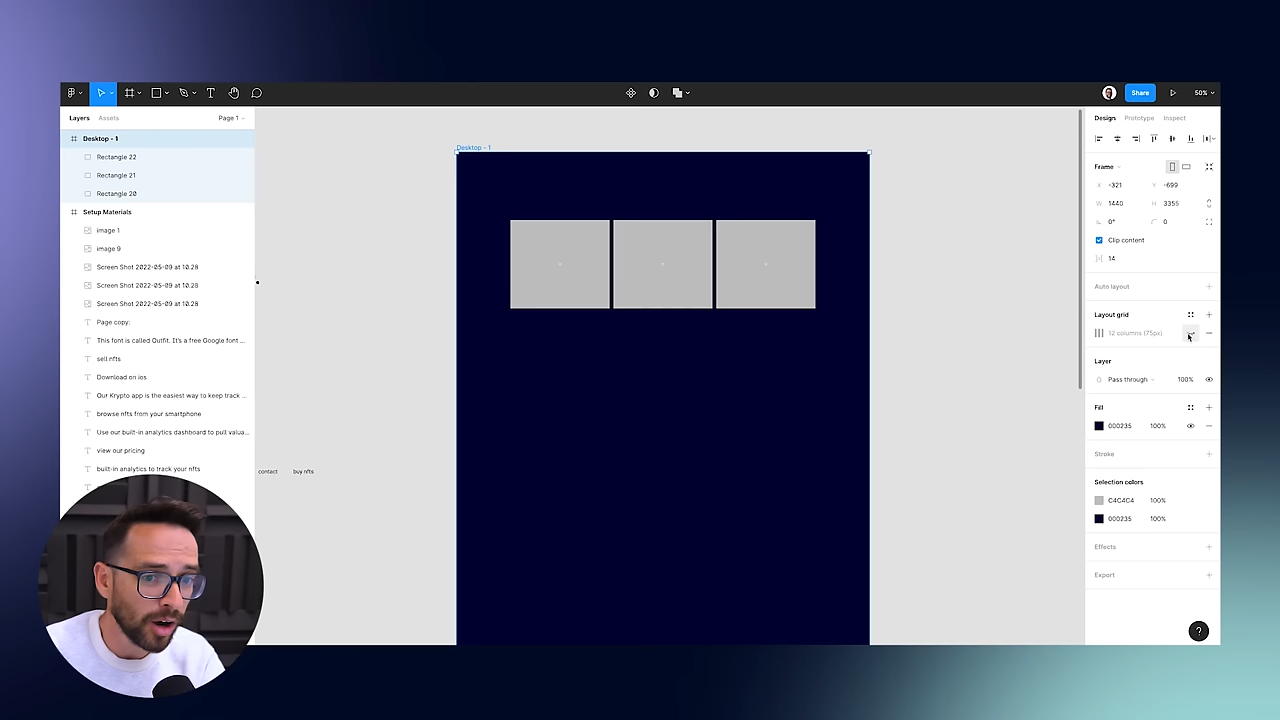 Share
50%
Layers
Assets
Page 1
Desktop - 1
Rectangle 22
Rectangle 21
Rectangle 20
Setup Materials
image 1
image 9
Screen Shot 2022-05-09 at 10.28
Screen Shot 2022-05-09 at 10.28
Screen Shot 2022-05-09 at 10.28
Page copy:
This font is called Outfit. It's a free Google font ...
sell nfts
Download on ios
Our Krypto app is the easiest way to keep track ...
browse nfts from your smartphone
Use our built-in analytics dashboard to pull valua...
view our pricing
built-in analytics to track your nfts
contact
buy nfts
Desktop - 1
Design
Prototype
Inspect
Frame
X -321
Y -699
W 1440
H 3355
0°
0
Clip content
14
Auto layout
Layout grid
12 columns (75px)
Layer
Pass through
100%
Fill
000235
100%
Stroke
Selection colors
C4C4C4
100%
000235
100%
Effects
Export
?